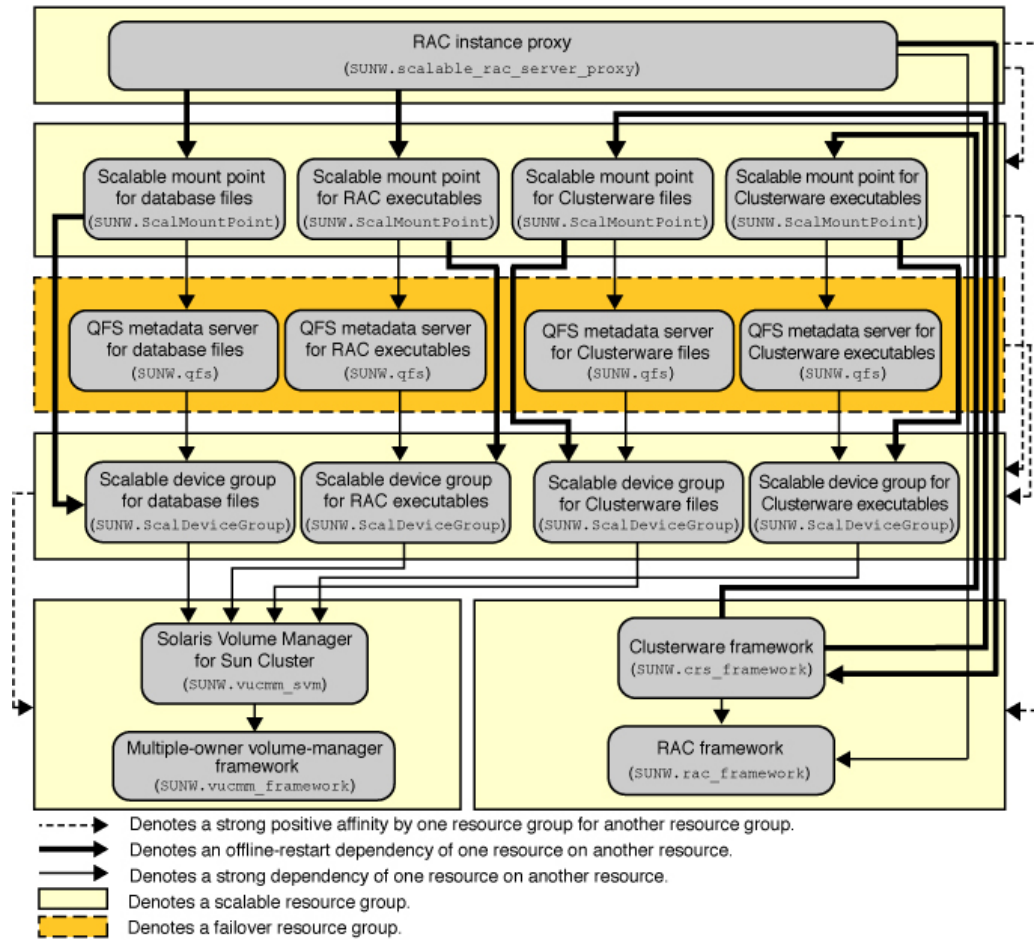 RAC instance proxy
(SUNW.scalable_rac_server_proxy)
Scalable mount point
for database files
(SUNW.ScalMountPoint)
Scalable mount point
for RAC executables
(SUNW.ScalMountPoint)
Scalable mount point
for Clusterware files
(SUNW.ScalMountPoint)
Scalable mount point for
Clusterware executables
(SUNW.ScalMountPoint)
QFS metadata server
for database files
(SUNW.qfs)
QFS metadata server
for RAC executables
(SUNW.qfs)
QFS metadata server
for Clusterware files
(SUNW.qfs)
QFS metadata server for
Clusterware executables
(SUNW.qfs)
Scalable device group
for database files
(SUNW.ScalDeviceGroup)
Scalable device group
for RAC executables
(SUNW.ScalDeviceGroup)
Scalable device group
for Clusterware files
(SUNW.ScalDeviceGroup)
Scalable device group for
Clusterware executables
(SUNW.ScalDeviceGroup)
Solaris Volume Manager
for Sun Cluster
(SUNW.vucmm_svm)
Multiple-owner volume-manager
framework
(SUNW.vucmm_framework)
Clusterware framework
(SUNW.crs_framework)
RAC framework
(SUNW.rac_framework)
Denotes a strong positive affinity by one resource group for another resource group.
Denotes an offline-restart dependency of one resource on another resource.
Denotes a strong dependency of one resource on another resource.
Denotes a scalable resource group.
Denotes a failover resource group.